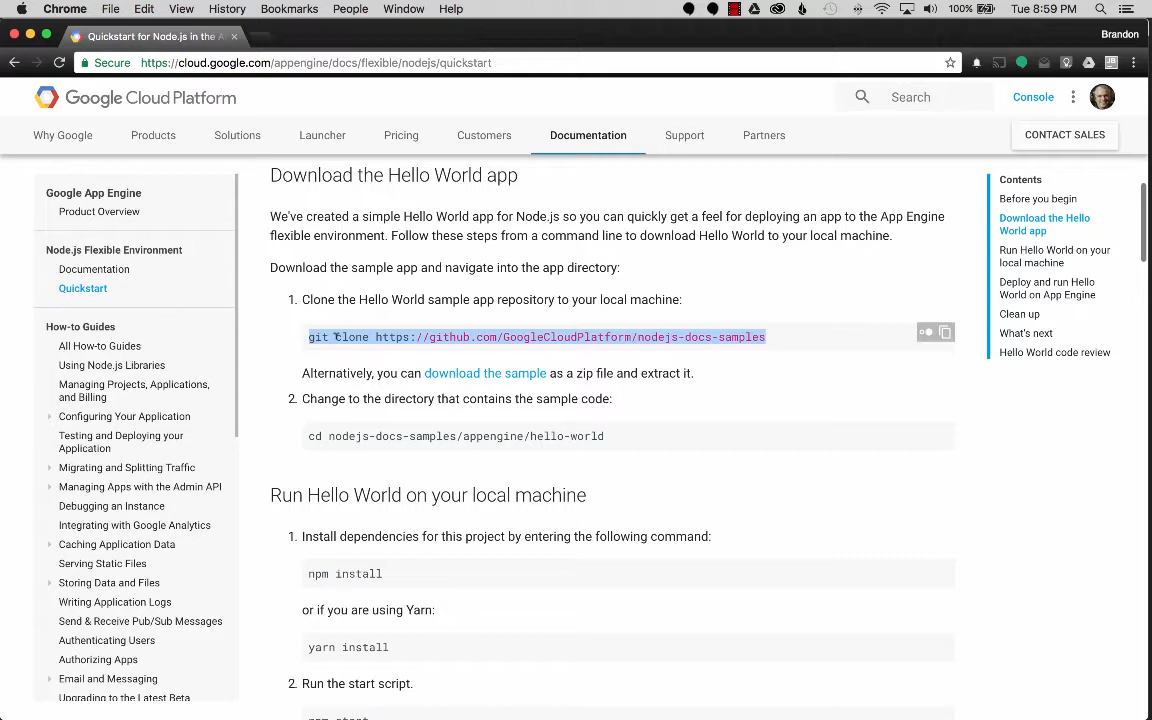 Chrome File Edit View History Bookmarks People Window Help 100% Tue 8:59 PM
Quickstart for Node.js in the A Brandon
Secure https://cloud.google.com/appengine/docs/flexible/nodejs/quickstart
Google Cloud Platform Search Console
Why Google Products Solutions Launcher Pricing Customers Documentation Support Partners CONTACT SALES
Google App Engine
Product Overview
Node.js Flexible Environment
Documentation
Quickstart
How-to Guides
All How-to Guides
Using Node.js Libraries
Managing Projects, Applications,
and Billing
Configuring Your Application
Testing and Deploying your
Application
Migrating and Splitting Traffic
Managing Apps with the Admin API
Debugging an Instance
Integrating with Google Analytics
Caching Application Data
Serving Static Files
Storing Data and Files
Writing Application Logs
Send & Receive Pub/Sub Messages
Authenticating Users
Authorizing Apps
Email and Messaging
Upgrading to the Latest Beta
Download the Hello World app
We've created a simple Hello World app for Node.js so you can quickly get a feel for deploying an app to the App Engine
flexible environment. Follow these steps from a command line to download Hello World to your local machine.
Download the sample app and navigate into the app directory:
1. Clone the Hello World sample app repository to your local machine:
git clone https://github.com/GoogleCloudPlatform/nodejs-docs-samples
Alternatively, you can download the sample as a zip file and extract it.
2. Change to the directory that contains the sample code:
cd nodejs-docs-samples/appengine/hello-world
Run Hello World on your local machine
1. Install dependencies for this project by entering the following command:
npm install
or if you are using Yarn:
yarn install
2. Run the start script.
npm start
Contents
Before you begin
Download the Hello
World app
Run Hello World on your
local machine
Deploy and run Hello
World on App Engine
Clean up
What's next
Hello World code review